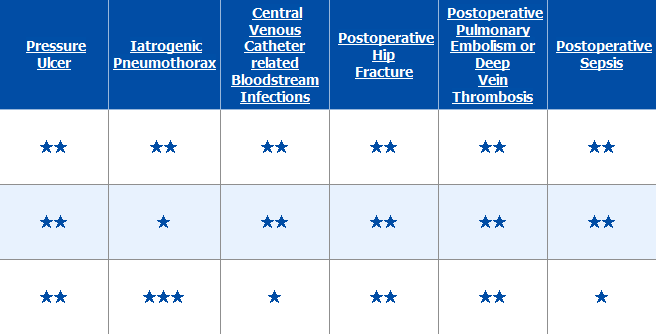 Pressure
Ulcer
Iatrogenic
Pneumothorax
Central
Venous
Catheter
related
Bloodstream
Infections
Postoperative
Hip
Fracture
Postoperative
Pulmonary
Embolism or
Deep
Vein
Thrombosis
Postoperative
Sepsis